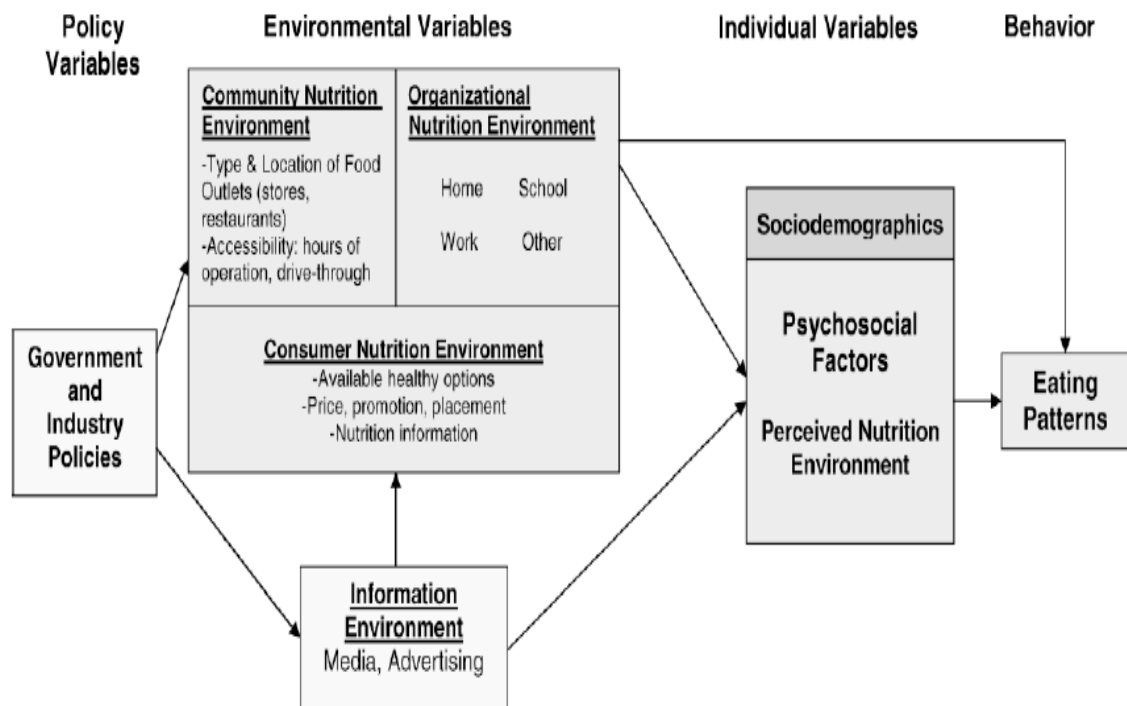 Policy
Variables
Environmental Variables
Individual Variables
Behavior
Community Nutrition
Environment
-Type & Location of Food
Outlets (stores,
restaurants)
-Accessibility: hours of
operation, drive-through
Organizational
Nutrition Environment
Home School
Work Other
Consumer Nutrition Environment
-Available healthy options
-Price, promotion, placement
-Nutrition information
Government
and
Industry
Policies
Information
Environment
Media, Advertising
Sociodemographics
Psychosocial
Factors
Perceived Nutrition
Environment
Eating
Patterns